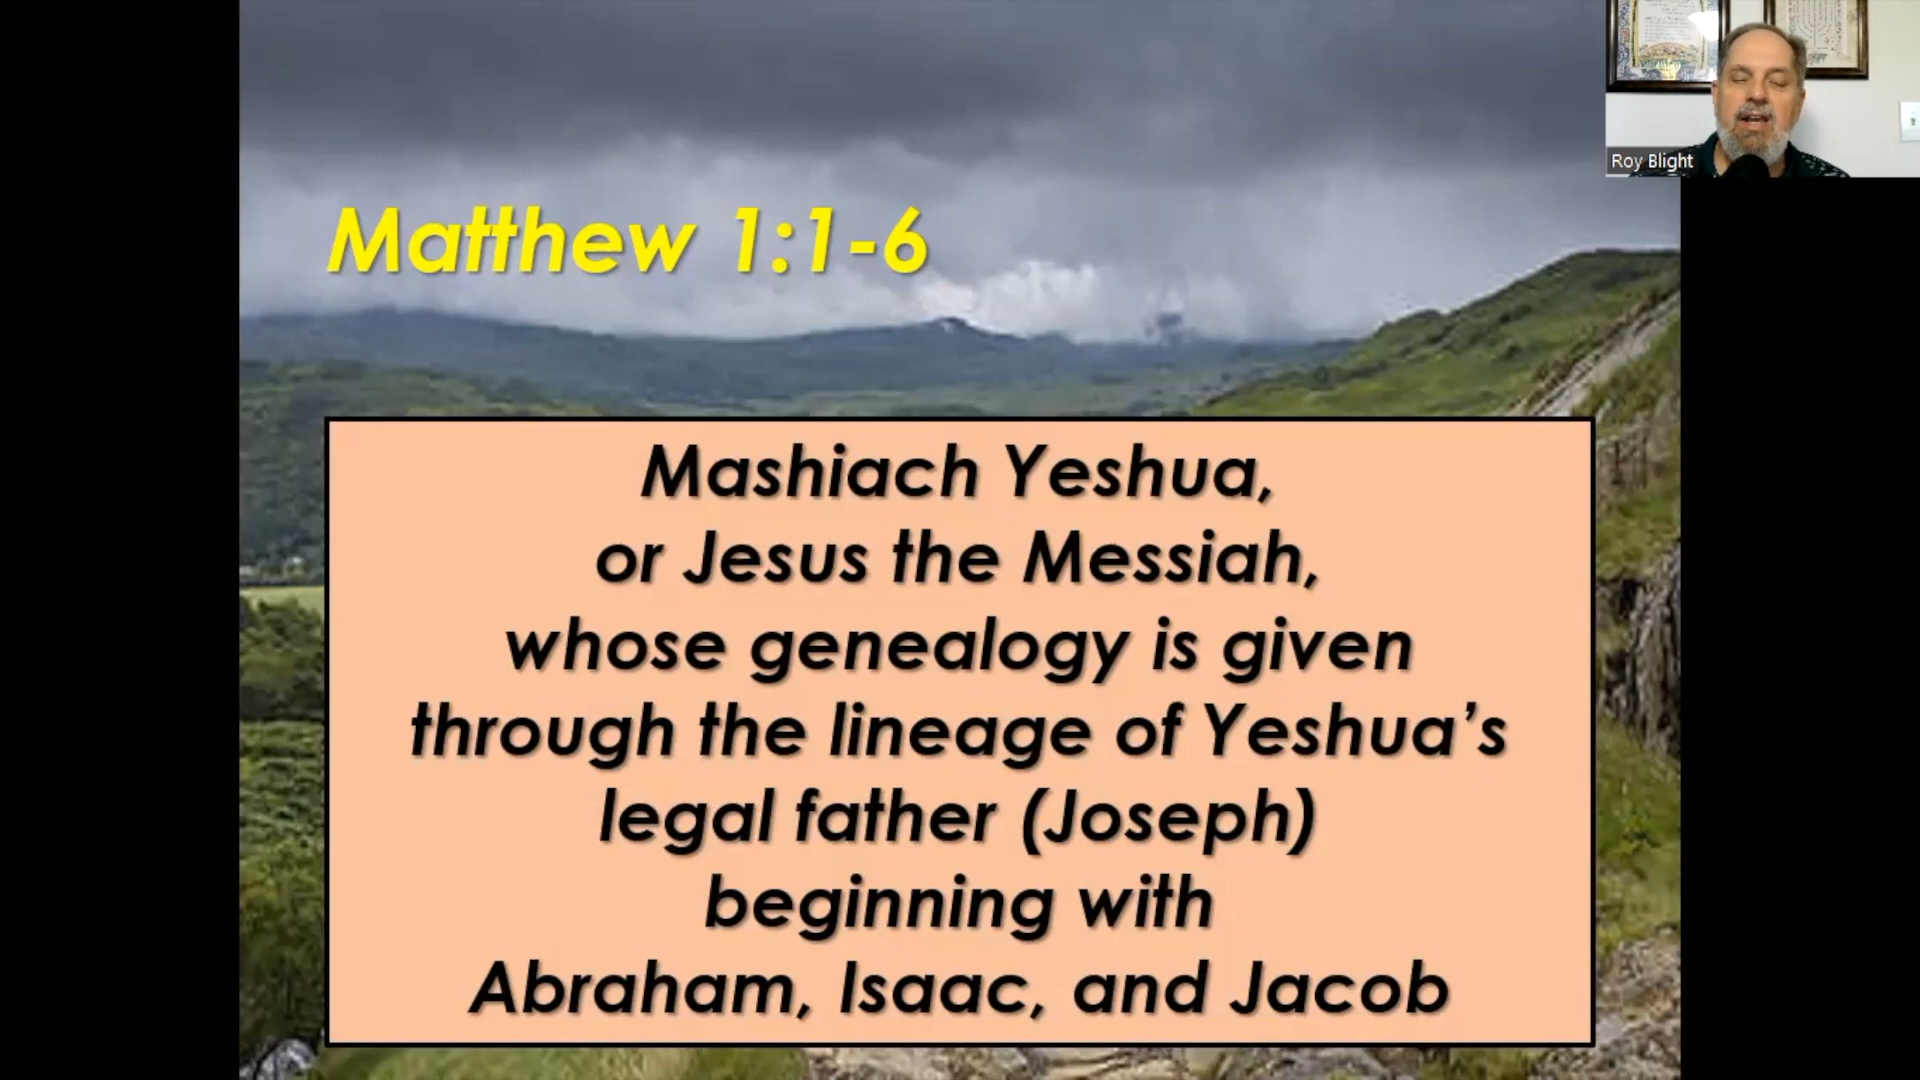 Roy Blight
Matthew 1:1-6
Mashiach Yeshua,
or Jesus the Messiah,
whose genealogy is given
through the lineage of Yeshua’s
legal father (Joseph)
beginning with
Abraham, Isaac, and Jacob